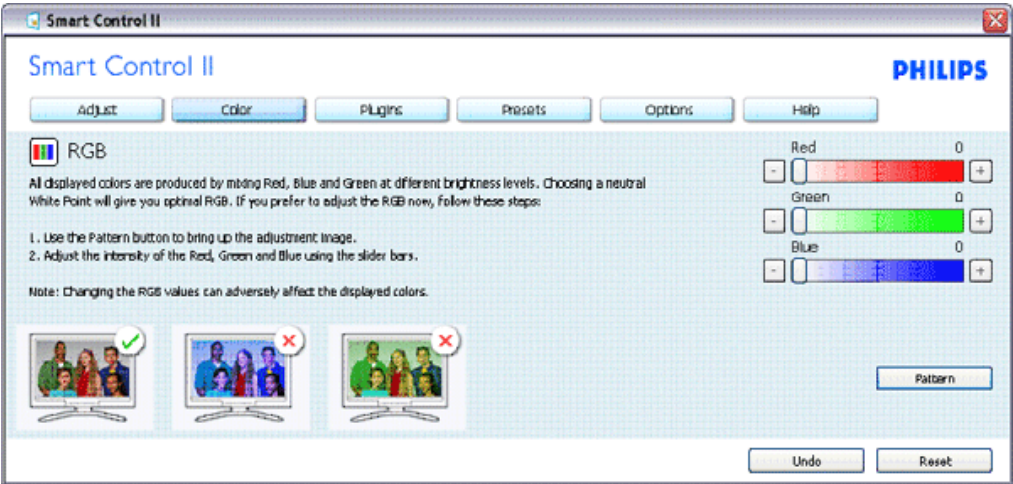 Smart Control II
Smart Control II
PHILIPS
Adjust Color Plugins Presets Options Help
RGB
All displayed colors are produced by mixing Red, Blue and Green at different brightness levels. Choosing a neutral
White Point will give you optimal RGB. If you prefer to adjust the RGB now, follow these steps:
1. Use the Pattern button to bring up the adjustment image.
2. Adjust the intensity of the Red, Green and Blue using the slider bars.
Note: Changing the RGB values can adversely affect the displayed colors.
Red 0
- +
Green 0
- +
Blue 0
- +
Pattern
Undo Reset